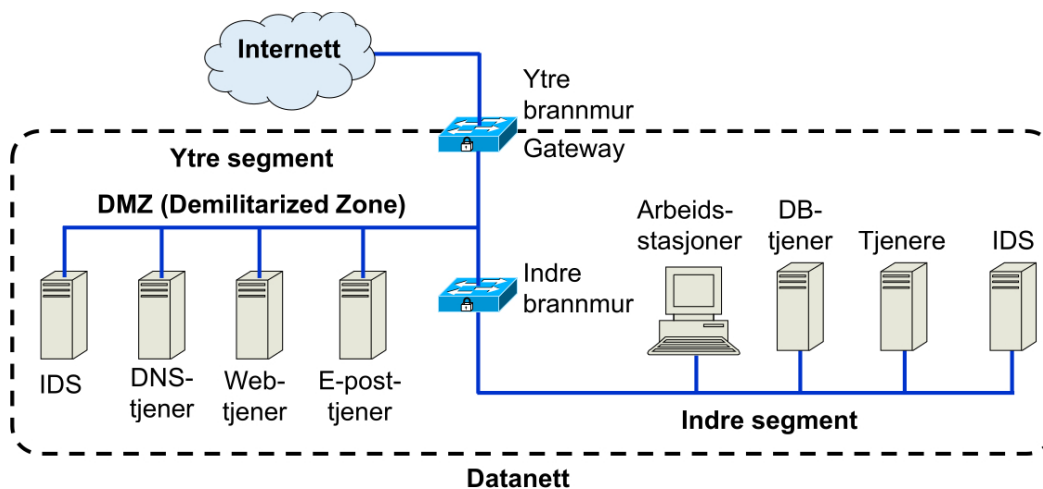 Internett
Ytre
brannmur
Gateway
Ytre segment
DMZ (Demilitarized Zone)
Arbeids-
stasjoner
DB-
tjener
Tjenere
IDS
Indre
brannmur
IDS
DNS-
tjener
Web-
tjener
E-post-
tjener
Indre segment
Datanett